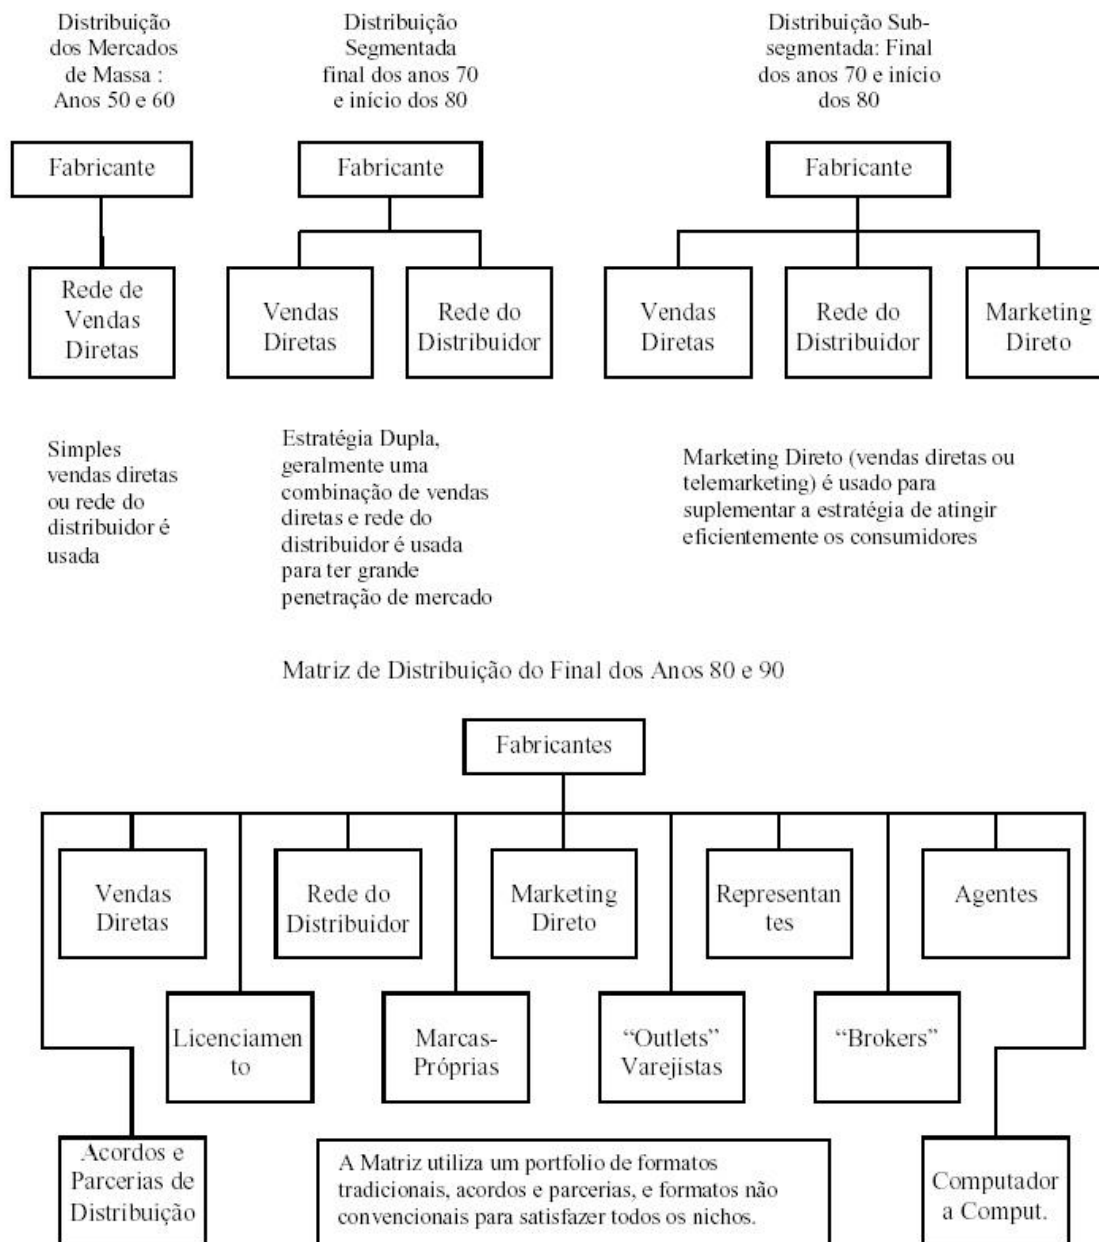 Distribuição
dos Mercados
de Massa :
Anos 50 e 60
Distribuição
Segmentada
final dos anos 70
e início dos 80
Distribuição Sub-
segmentada: Final
dos anos 70 e início
dos 80
Fabricante
Fabricante
Fabricante
Rede de
Vendas
Diretas
Vendas
Diretas
Rede do
Distribuidor
Vendas
Diretas
Rede do
Distribuidor
Marketing
Direto
Simples
vendas diretas
ou rede do
distribuidor é
usada
Estratégia Dupla,
geralmente uma
combinação de vendas
diretas e rede do
distribuidor é usada
para ter grande
penetração de mercado
Marketing Direto (vendas diretas ou
telemarketing) é usado para
suplementar a estratégia de atingir
eficientemente os consumidores
Matriz de Distribuição do Final dos Anos 80 e 90
Fabricantes
Vendas
Diretas
Rede do
Distribuidor
Marketing
Direto
Representan
tes
Agentes
Licenciamen
to
Marcas-
Próprias
“Outlets”
Varejistas
“Brokers”
Acordos e
Parcerias de
Distribuição
A Matriz utiliza um portfolio de formatos
tradicionais, acordos e parcerias, e formatos não
convencionais para satisfazer todos os nichos.
Computador
a Comput.